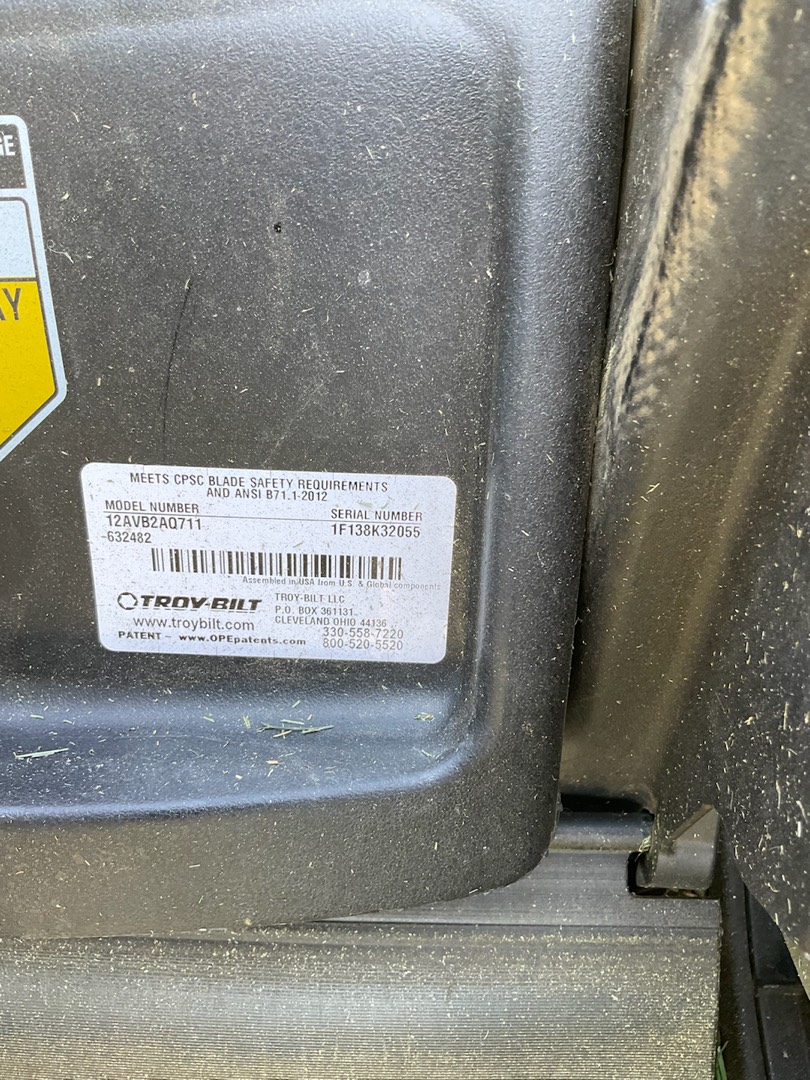 GE
AY
MEETS CPSC BLADE SAFETY REQUIREMENTS
AND ANSI B71.1-2012
MODEL NUMBER SERIAL NUMBER
12AVB2AQ711 1F138K32055
-632482
Assembled in USA from U.S. & Global components
TROY-BILT TROY-BILT LLC
P.O. BOX 361131
www.troybilt.com CLEVELAND OHIO 44136
330-558-7220
PATENT - www.OPEpatents.com 800-520-5520